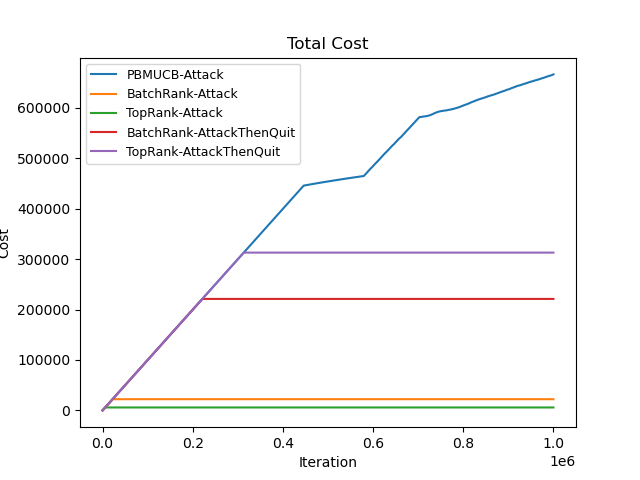 Total Cost
PBMUCB-Attack
BatchRank-Attack
TopRank-Attack
BatchRank-AttackThenQuit
TopRank-AttackThenQuit
600000
500000
400000
300000
200000
100000
0
Cost
0.0 0.2 0.4 0.6 0.8 1.0
1e6
Iteration